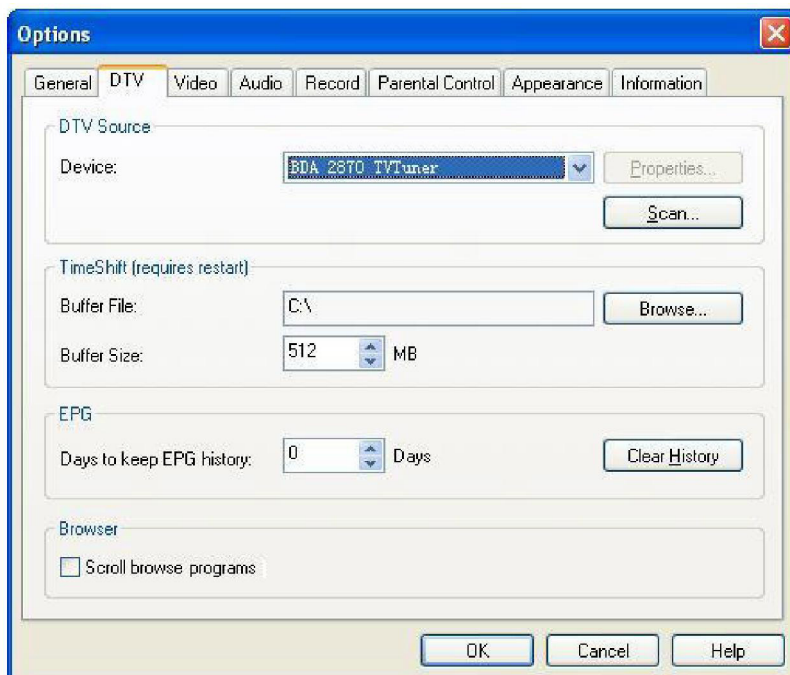 Options
General DTV Video Audio Record Parental Control Appearance Information
DTV Source
Device: BDA 2870 TVTuner Properties...
Scan...
TimeShift (requires restart)
Buffer File: C:\ Browse...
Buffer Size: 512 MB
EPG
Days to keep EPG history: 0 Days Clear History
Browser
Scroll browse programs
OK Cancel Help